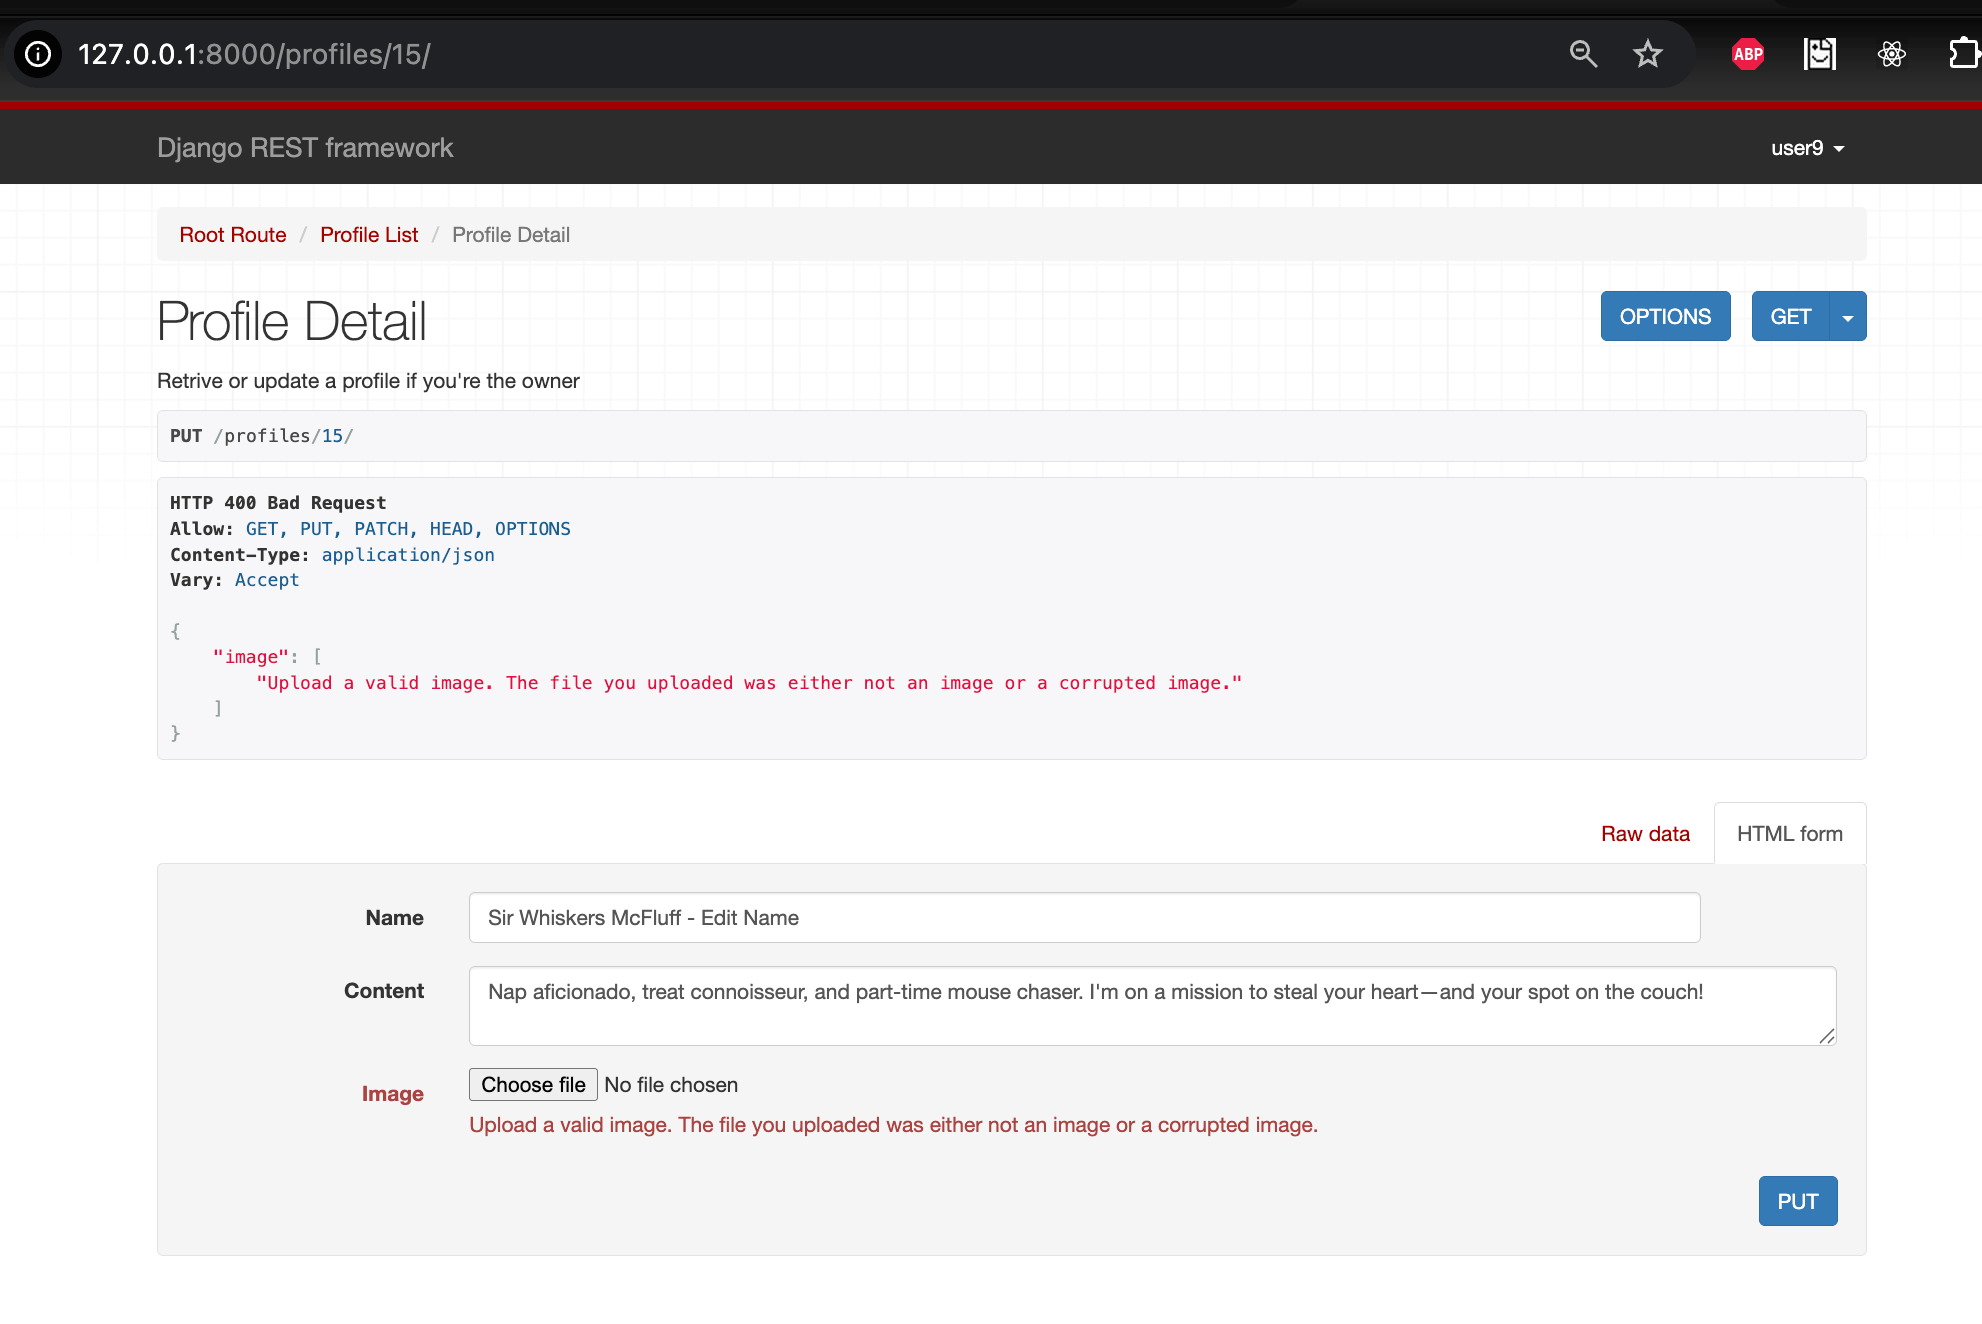 127.0.0.1:8000/profiles/15/
ABP
Django REST framework
user9
Root Route / Profile List / Profile Detail
Profile Detail
OPTIONS
GET
Retrive or update a profile if you're the owner
PUT /profiles/15/
HTTP 400 Bad Request
Allow: GET, PUT, PATCH, HEAD, OPTIONS
Content-Type: application/json
Vary: Accept
{
"image": [
"Upload a valid image. The file you uploaded was either not an image or a corrupted image."
]
}
Raw data
HTML form
Name
Sir Whiskers McFluff - Edit Name
Content
Nap aficionado, treat connoisseur, and part-time mouse chaser. I'm on a mission to steal your heart—and your spot on the couch!
Image
Choose file No file chosen
Upload a valid image. The file you uploaded was either not an image or a corrupted image.
PUT